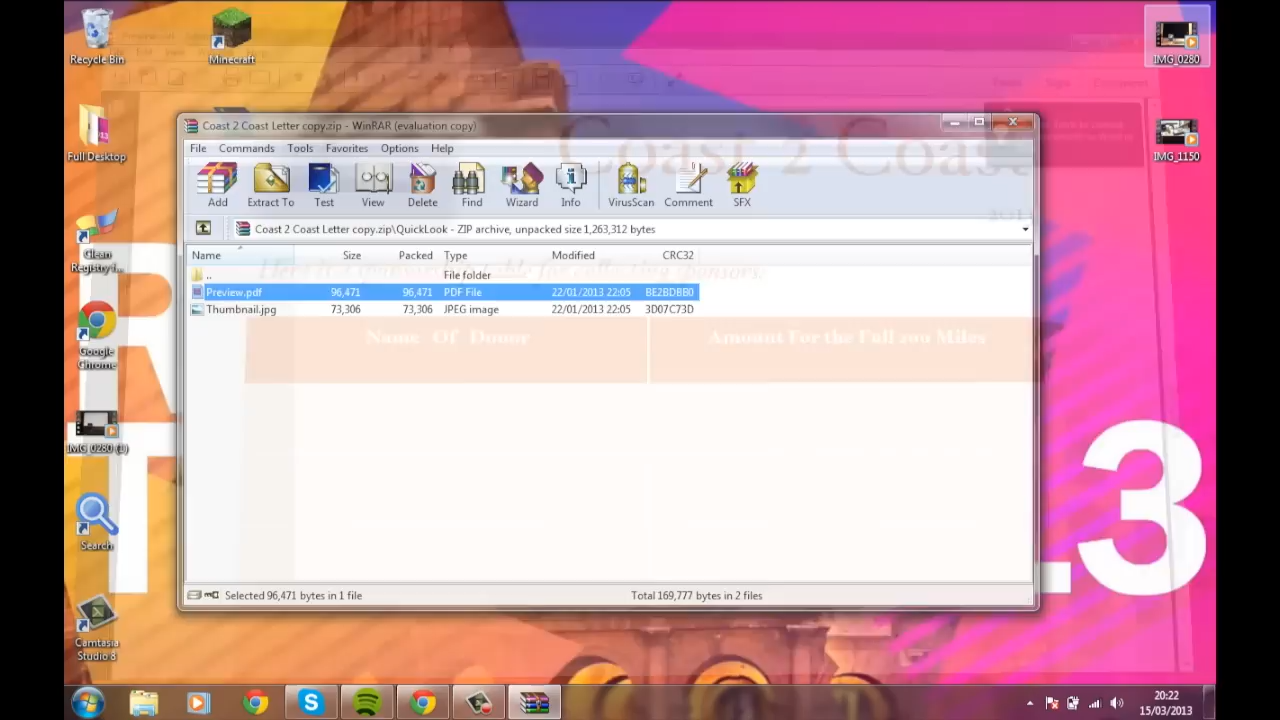 Recycle Bin
Minecraft
IMG_0280
Full Desktop
IMG_1150
Coast 2 Coast Letter copy.zip - WinRAR (evaluation copy)
Coast 2 Coast
File Commands Tools Favorites Options Help
Add Extract To Test View Delete Find Wizard Info VirusScan Comment SFX
Coast 2 Coast Letter copy.zip\QuickLook - ZIP archive, unpacked size 1,263,312 bytes
Name Size Packed Type Modified CRC32
.. File folder
Preview.pdf 96,471 96,471 PDF File 22/01/2013 22:05 BE2BDBB0
Thumbnail.jpg 73,306 73,306 JPEG image 22/01/2013 22:05 3D07C73D
Name Of Donor Amount For the Full 200 Miles
Clean
Registry f...
Google
Chrome
IMG_0280 (1)
Search
Camtasia
Studio 8
13
Selected 96,471 bytes in 1 file Total 169,777 bytes in 2 files
20:22
15/03/2013